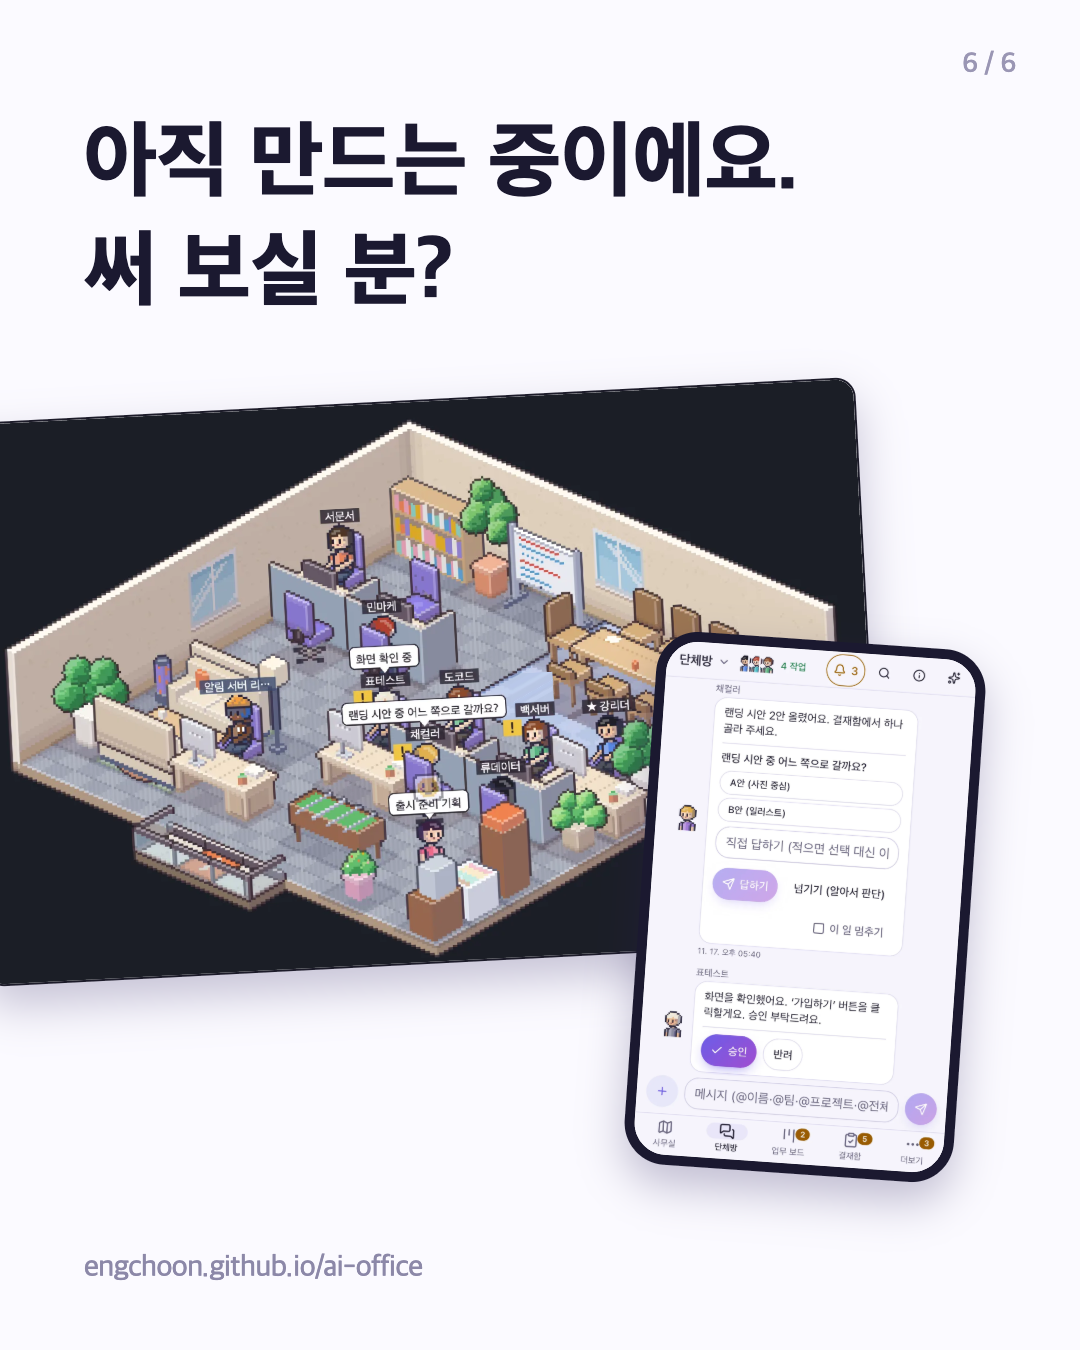 6 / 6
아직 만드는 중이에요.
써 보실 분?
서문서
민마케
화면 확인 중
표테스트
도코드
알림 서버 리…
랜딩 시안 중 어느 쪽으로 갈까요?
백서버
★ 강리더
채컬러
류데이터
출시 준비 기획
단체방
4 작업
3
채컬러
랜딩 시안 2안 올렸어요. 결재함에서 하나
골라 주세요.
랜딩 시안 중 어느 쪽으로 갈까요?
A안 (사진 중심)
B안 (일러스트)
직접 답하기 (적으면 선택 대신 이
답하기
넘기기 (알아서 판단)
이 일 멈추기
11. 17. 오후 05:40
표테스트
화면을 확인했어요. ‘가입하기’ 버튼을 클
릭할게요. 승인 부탁드려요.
승인
반려
메시지 (@이름·@팀·@프로젝트·@전체
2
5
3
사무실
단체방
업무 보드
결재함
더보기
engchoon.github.io/ai-office